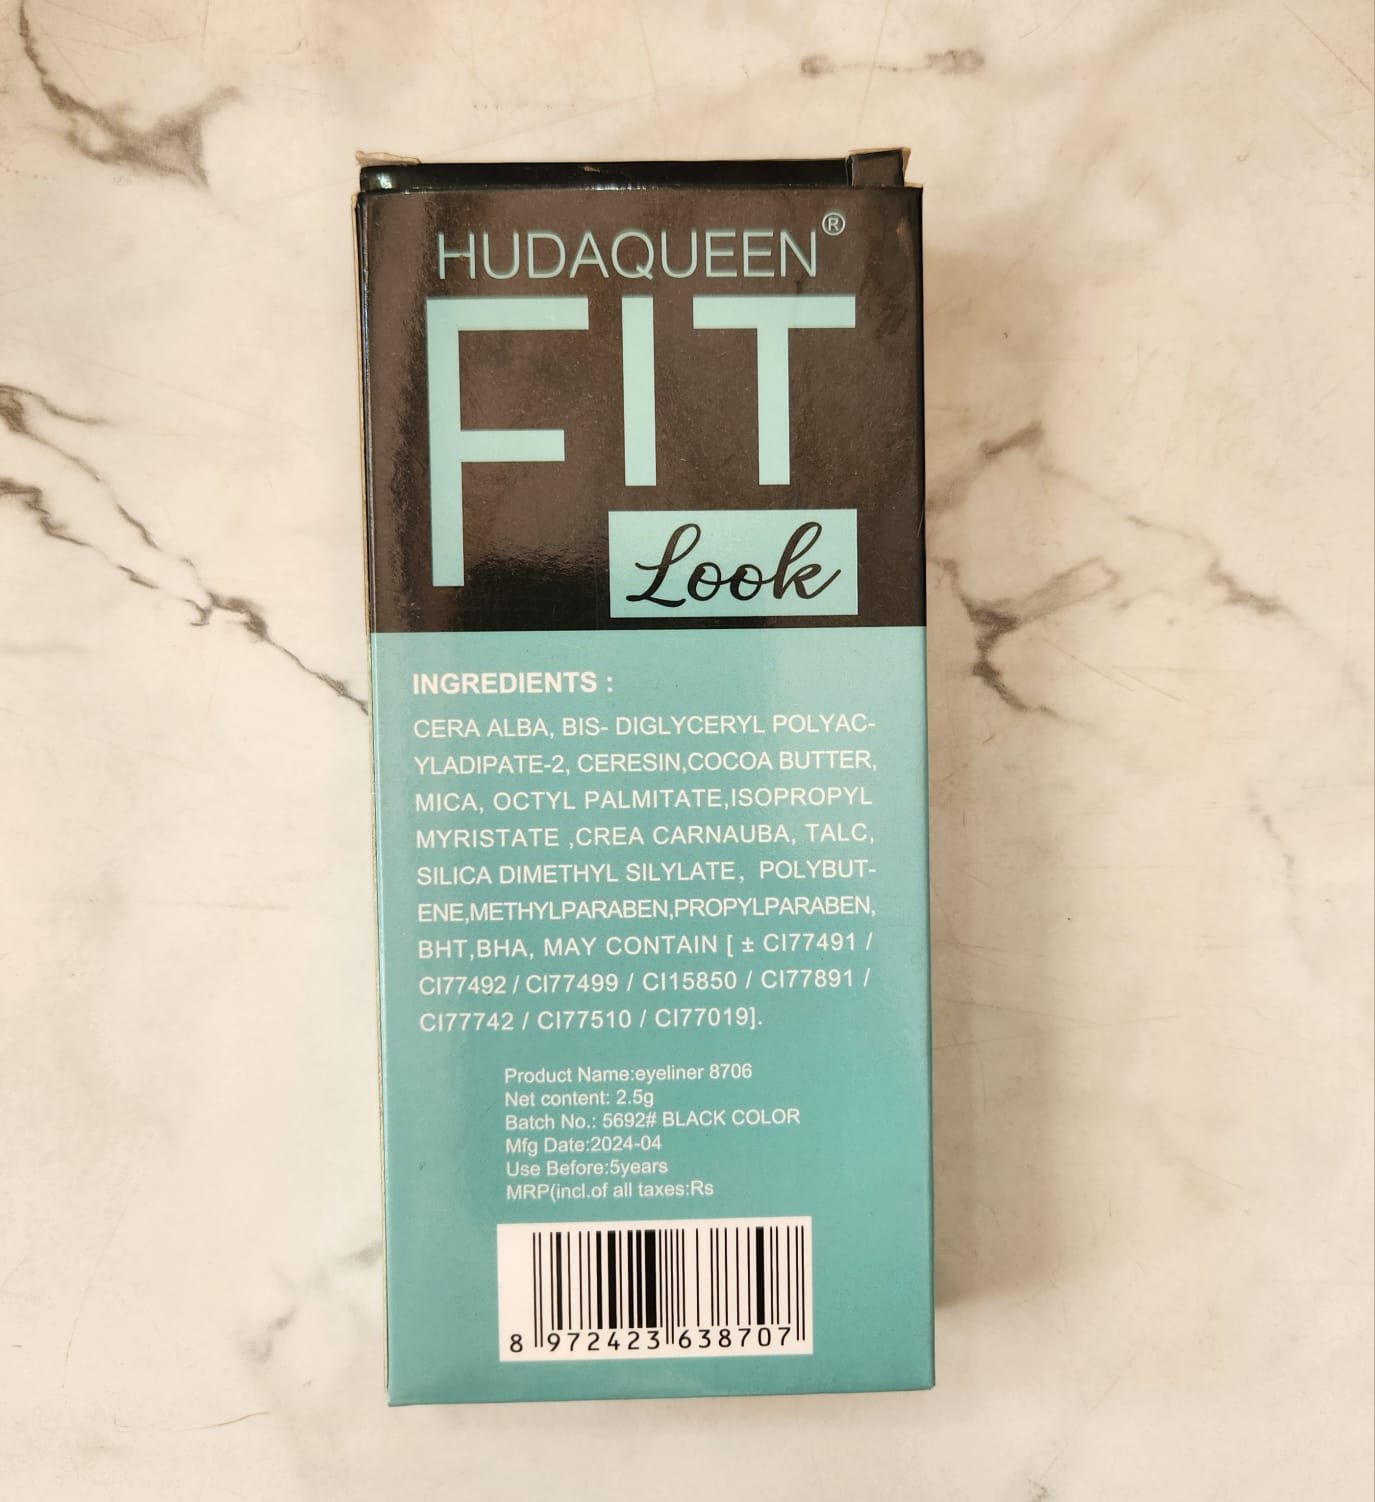 HUDAQUEEN®
FIT
Look
INGREDIENTS :
CERA ALBA, BIS- DIGLYCERYL POLYAC-
YLADIPATE-2, CERESIN,COCOA BUTTER,
MICA, OCTYL PALMITATE,ISOPROPYL
MYRISTATE ,CREA CARNAUBA, TALC,
SILICA DIMETHYL SILYLATE, POLYBUT-
ENE,METHYLPARABEN,PROPYLPARABEN,
BHT,BHA, MAY CONTAIN [ ± CI77491 /
CI77492 / CI77499 / CI15850 / CI77891 /
CI77742 / CI77510 / CI77019].
Product Name:eyeliner 8706
Net content: 2.5g
Batch No.: 5692# BLACK COLOR
Mfg Date:2024-04
Use Before:5years
MRP(incl.of all taxes:Rs
8 972423 638707